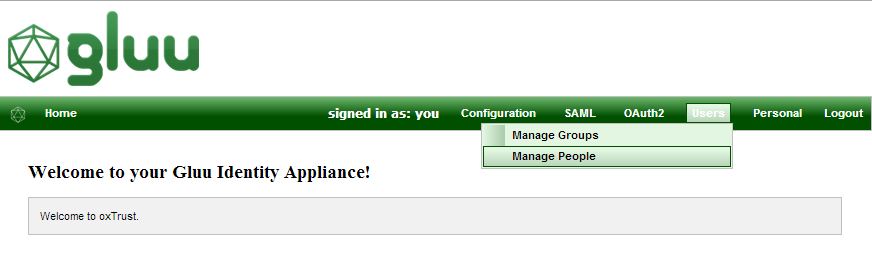 gluu
Home signed in as: you Configuration SAML OAuth2 Users Personal Logout
Manage Groups
Manage People
Welcome to your Gluu Identity Appliance!
Welcome to oxTrust.